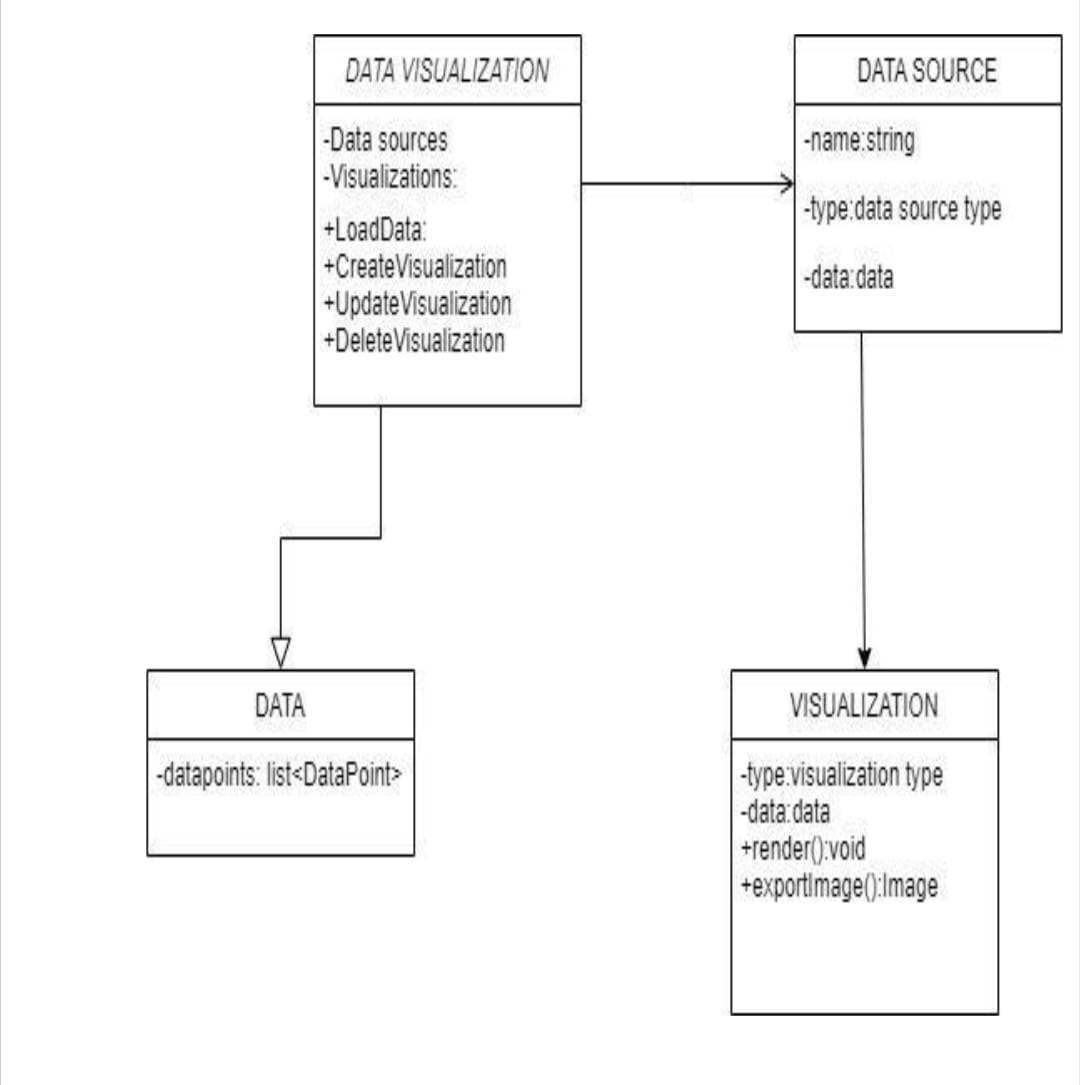 DATA VISUALIZATION
-Data sources
-Visualizations:
+LoadData:
+CreateVisualization
+UpdateVisualization
+DeleteVisualization
DATA SOURCE
-name:string
-type:data source type
-data:data
DATA
-datapoints: list<DataPoint>
VISUALIZATION
-type:visualization type
-data:data
+render():void
+exportImage():Image